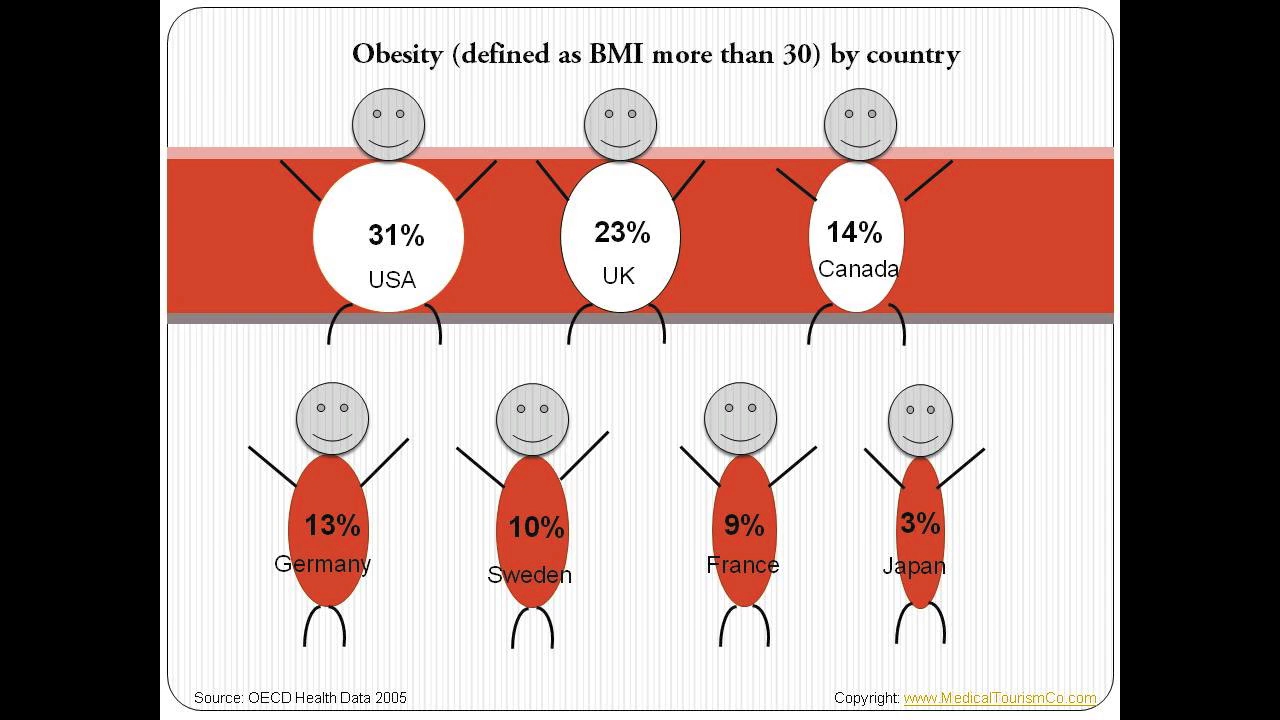 Obesity (defined as BMI more than 30) by country
31%
USA
23%
UK
14%
Canada
13%
Germany
10%
Sweden
9%
France
3%
Japan
Source: OECD Health Data 2005
Copyright: www.MedicalTourismCo.com